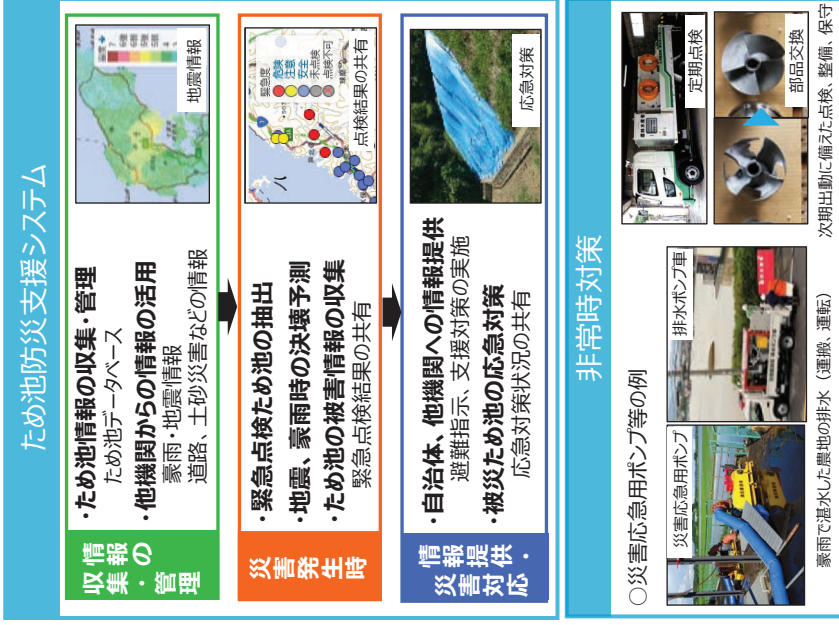 ため池防災支援システム
情報の
収集・管理
・ため池情報の収集・管理
ため池データベース
・他機関からの情報の活用
豪雨・地震情報
道路、土砂災害などの情報
地震情報
災害発生時
・緊急点検ため池の抽出
・地震、豪雨時の決壊予測
・ため池の被害情報の収集
緊急点検結果の共有
緊急度
危険
注意
安全
未点検
点検不可
点検結果の共有
情報提供・
災害対応
・自治体、他機関への情報提供
避難指示、支援対策の実施
・被災ため池の応急対策
応急対策状況の共有
応急対策
非常時対策
○災害応急用ポンプ等の例
災害応急用ポンプ
排水ポンプ車
豪雨で湛水した農地の排水（運搬、運転）
定期点検
部品交換
次期出動に備えた点検、整備、保守